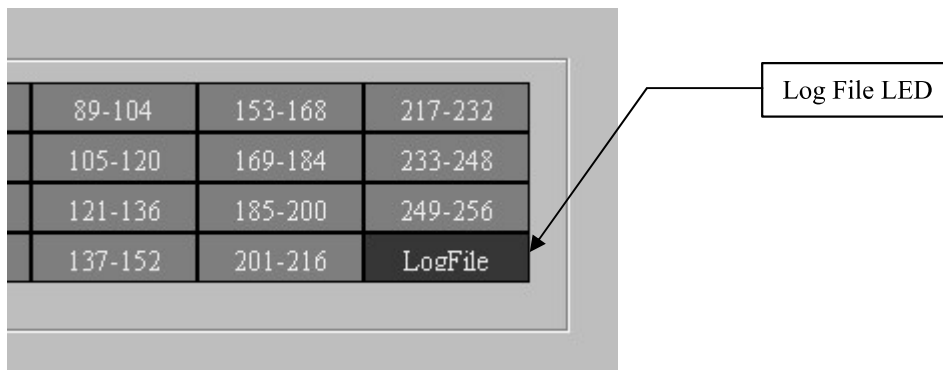 89-104 153-168 217-232
105-120 169-184 233-248
121-136 185-200 249-256
137-152 201-216 LogFile
Log File LED